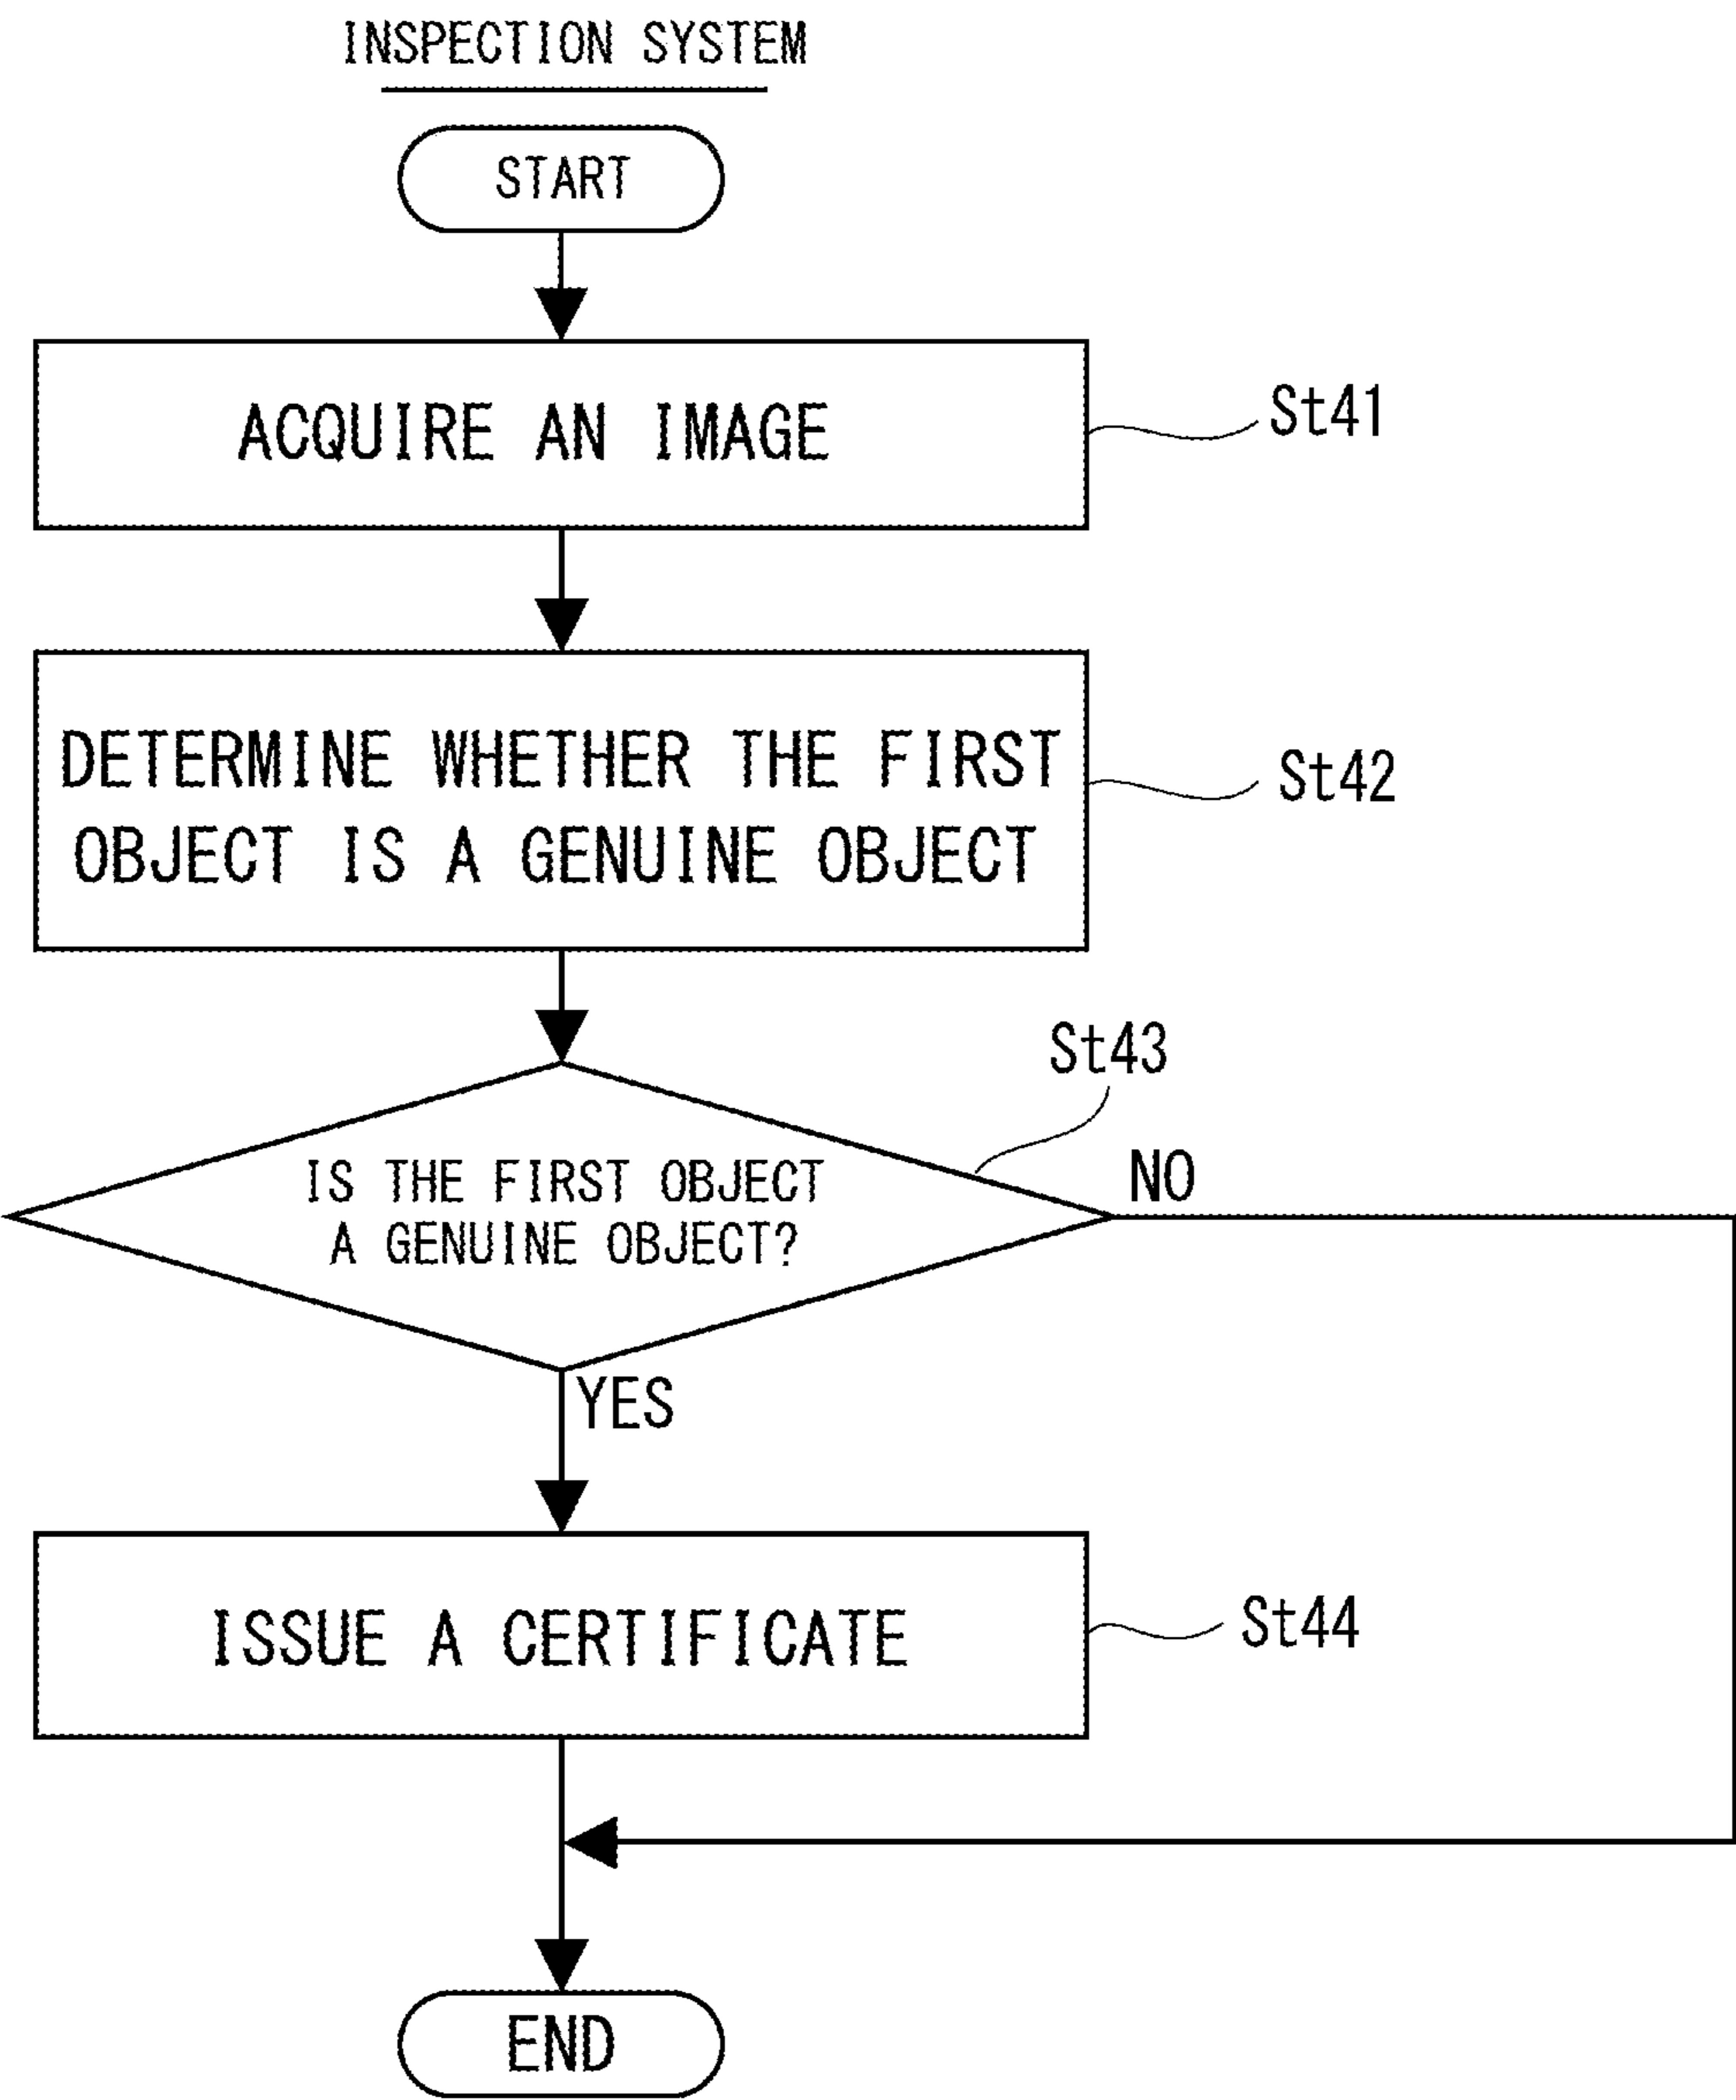 INSPECTION SYSTEM
START
ACQUIRE AN IMAGE
St41
DETERMINE WHETHER THE FIRST
OBJECT IS A GENUINE OBJECT
St42
St43
IS THE FIRST OBJECT
A GENUINE OBJECT?
NO
YES
ISSUE A CERTIFICATE
St44
END